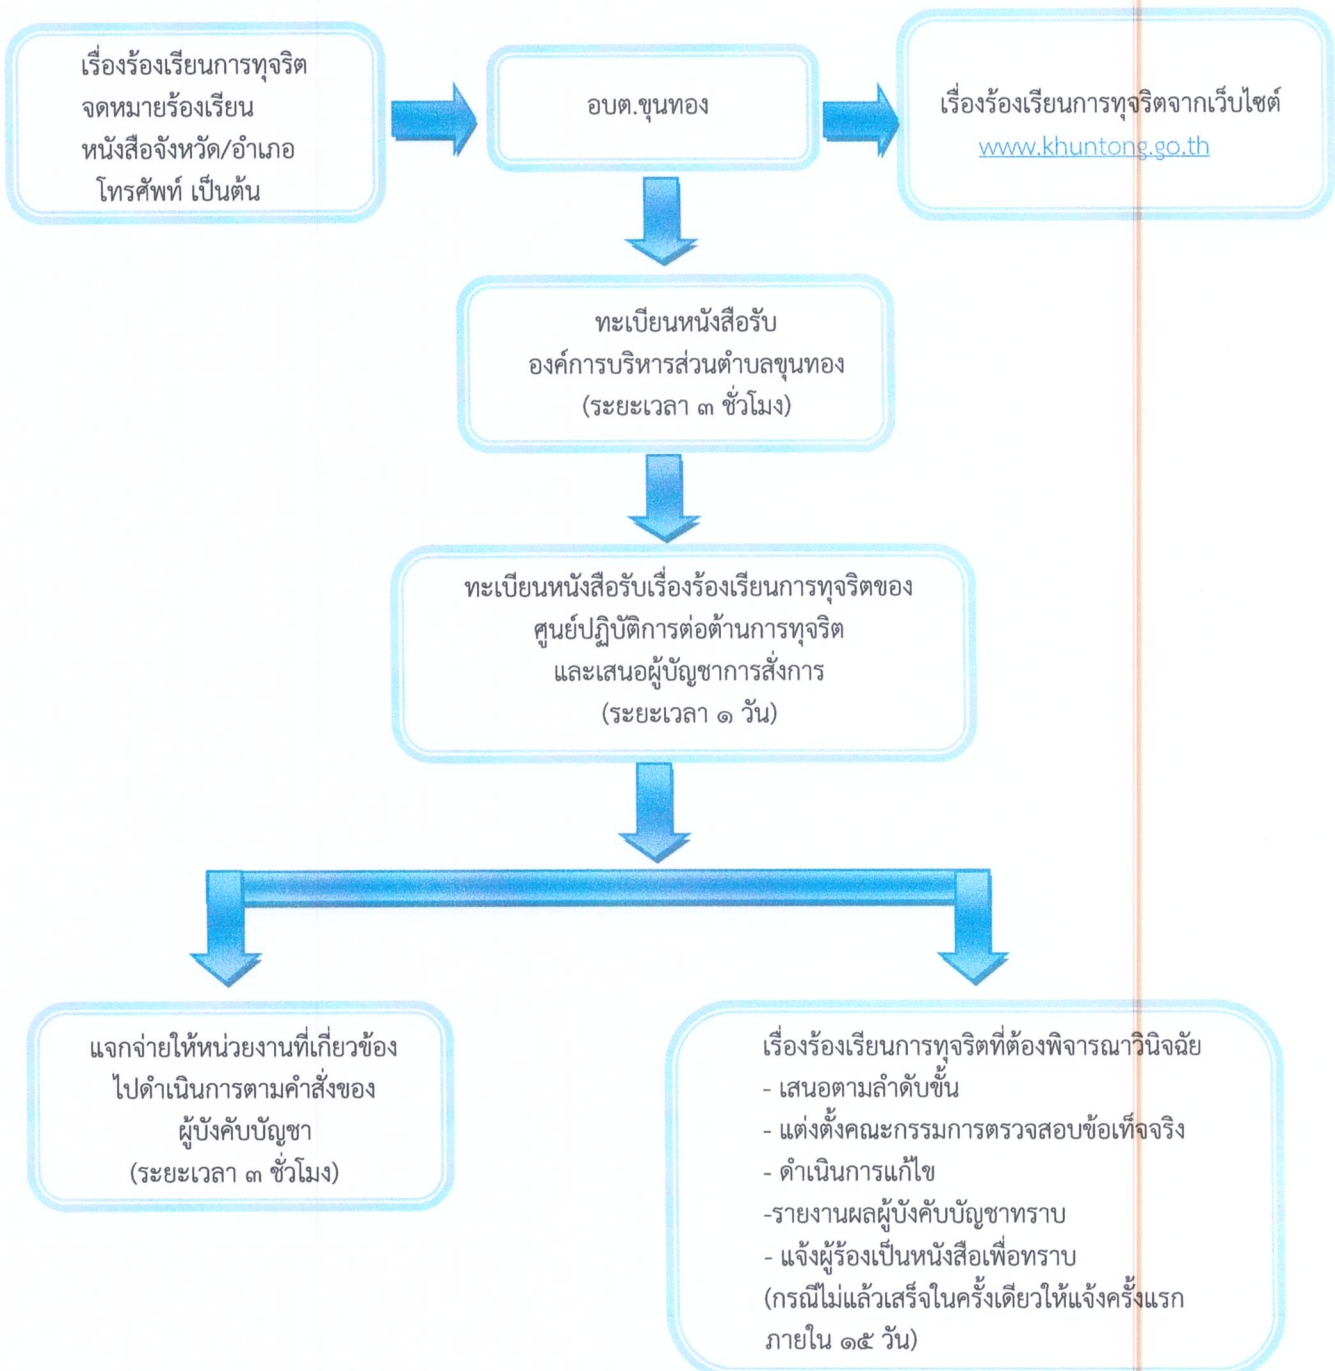 เรื่องร้องเรียนการทุจริต
จดหมายร้องเรียน
หนังสือจังหวัด/อำเภอ
โทรศัพท์ เป็นต้น
อบต.ขุนทอง
เรื่องร้องเรียนการทุจริตจากเว็บไซต์
www.khuntong.go.th
ทะเบียนหนังสือรับ
องค์การบริหารส่วนตำบลขุนทอง
(ระยะเวลา ๓ ชั่วโมง)
ทะเบียนหนังสือรับเรื่องร้องเรียนการทุจริตของ
ศูนย์ปฏิบัติการต่อต้านการทุจริต
และเสนอผู้บัญชาการสั่งการ
(ระยะเวลา ๑ วัน)
แจกจ่ายให้หน่วยงานที่เกี่ยวข้อง
ไปดำเนินการตามคำสั่งของ
ผู้บังคับบัญชา
(ระยะเวลา ๓ ชั่วโมง)
เรื่องร้องเรียนการทุจริตที่ต้องพิจารณาวินิจฉัย
- เสนอตามลำดับขั้น
- แต่งตั้งคณะกรรมการตรวจสอบข้อเท็จจริง
- ดำเนินการแก้ไข
-รายงานผลผู้บังคับบัญชาทราบ
- แจ้งผู้ร้องเป็นหนังสือเพื่อทราบ
(กรณีไม่แล้วเสร็จในครั้งเดียวให้แจ้งครั้งแรก
ภายใน ๑๕ วัน)